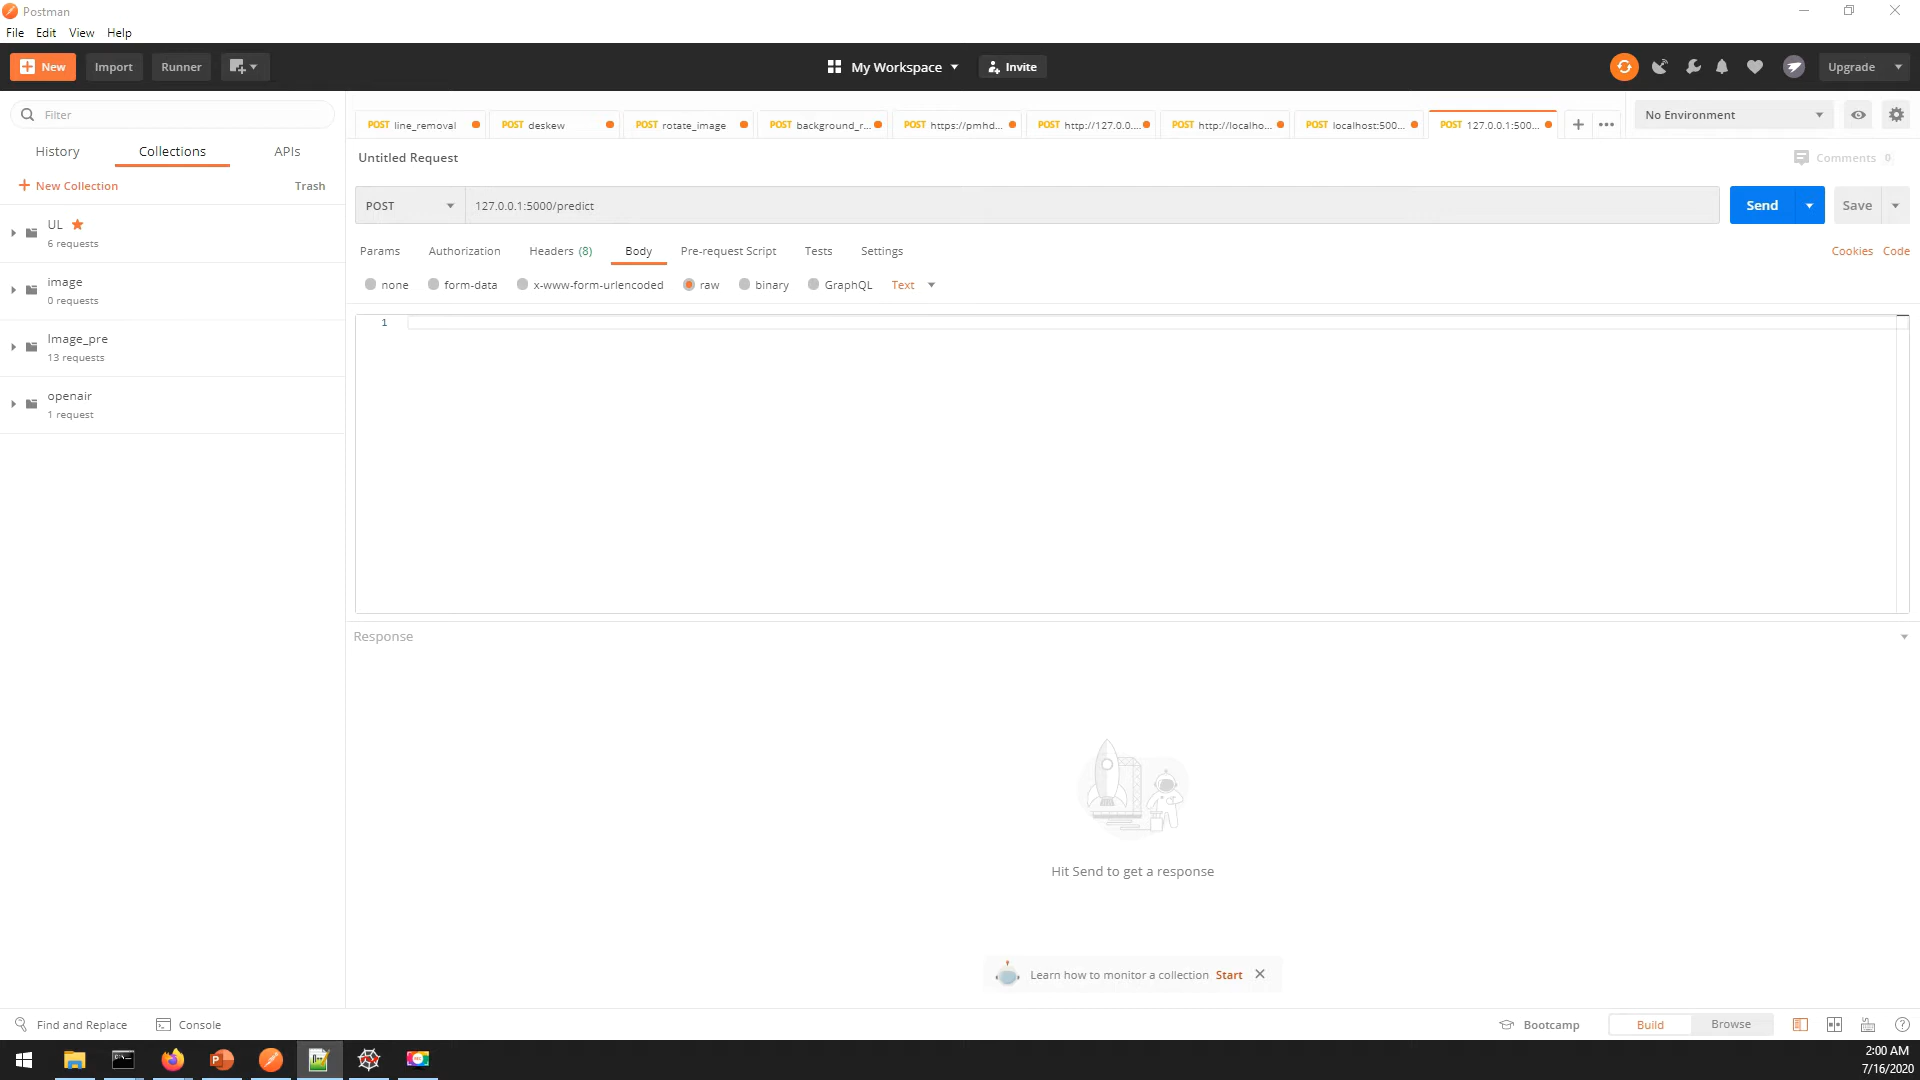 Postman
File Edit View Help
New Import Runner My Workspace Invite Upgrade
Filter
History Collections APIs
New Collection Trash
UL
6 requests
image
0 requests
Image_pre
13 requests
openair
1 request
POST line_removal POST deskew POST rotate_image POST background_r... POST https://pmhd... POST http://127.0.0.... POST http://localho... POST localhost:500... POST 127.0.0.1:500... No Environment
Untitled Request Comments 0
POST 127.0.0.1:5000/predict Send Save
Params Authorization Headers (8) Body Pre-request Script Tests Settings Cookies Code
none form-data x-www-form-urlencoded raw binary GraphQL Text
1
Response
Hit Send to get a response
Learn how to monitor a collection Start
Find and Replace Console Bootcamp Build Browse
2:00 AM
7/16/2020